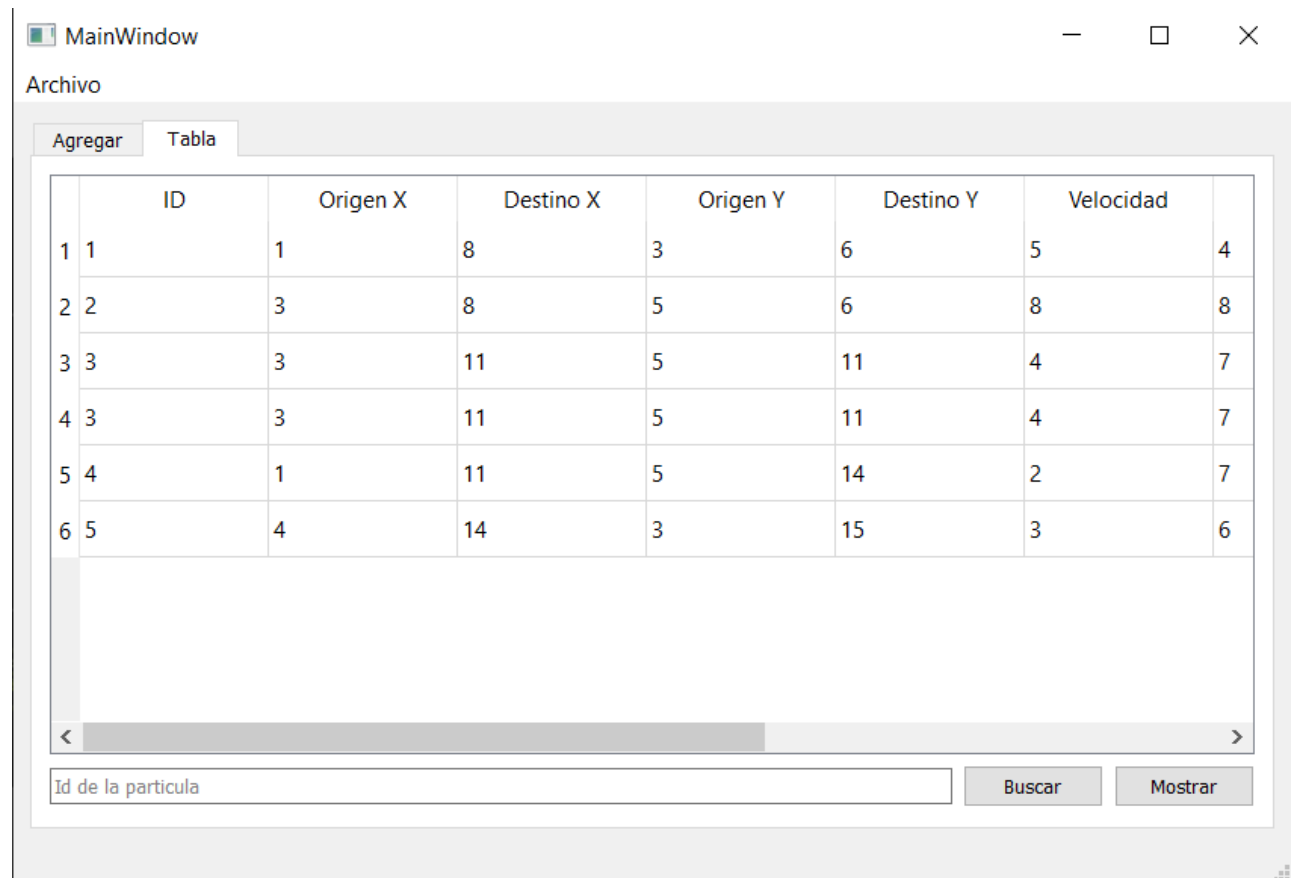 MainWindow
Archivo
Agregar Tabla
ID Origen X Destino X Origen Y Destino Y Velocidad
1 1 1 8 3 6 5 4
2 2 3 8 5 6 8 8
3 3 3 11 5 11 4 7
4 3 3 11 5 11 4 7
5 4 1 11 5 14 2 7
6 5 4 14 3 15 3 6
Id de la particula Buscar Mostrar